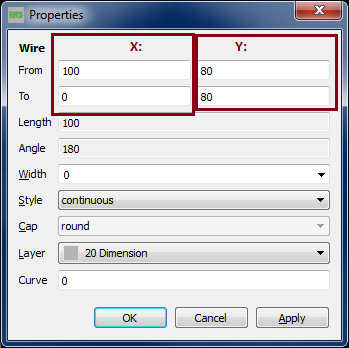 BRD Properties
Wire X: Y:
From 100 80
To 0 80
Length 100
Angle 180
Width 0
Style continuous
Cap round
Layer 20 Dimension
Curve 0
OK Cancel Apply